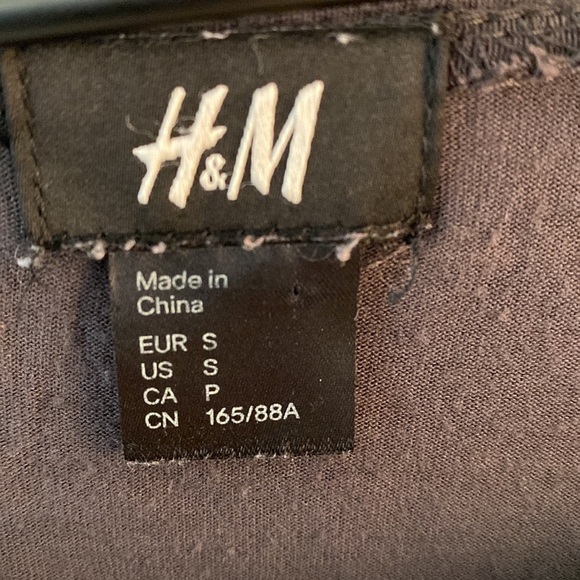 H&M
Made in
China
EUR S
US S
CA P
CN 165/88A